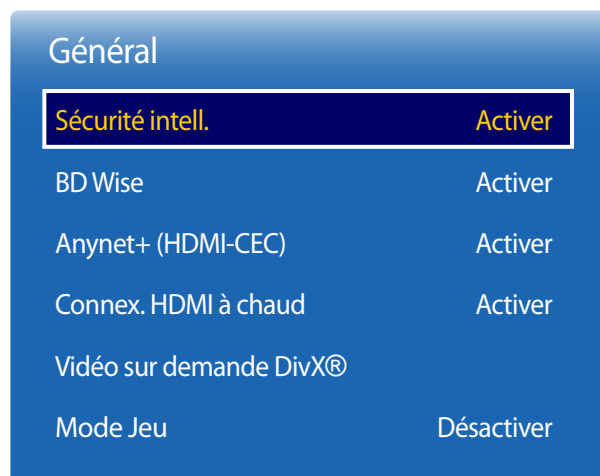 Général
Sécurité intell. Activer
BD Wise Activer
Anynet+ (HDMI-CEC) Activer
Connex. HDMI à chaud Activer
Vidéo sur demande DivX®
Mode Jeu Désactiver